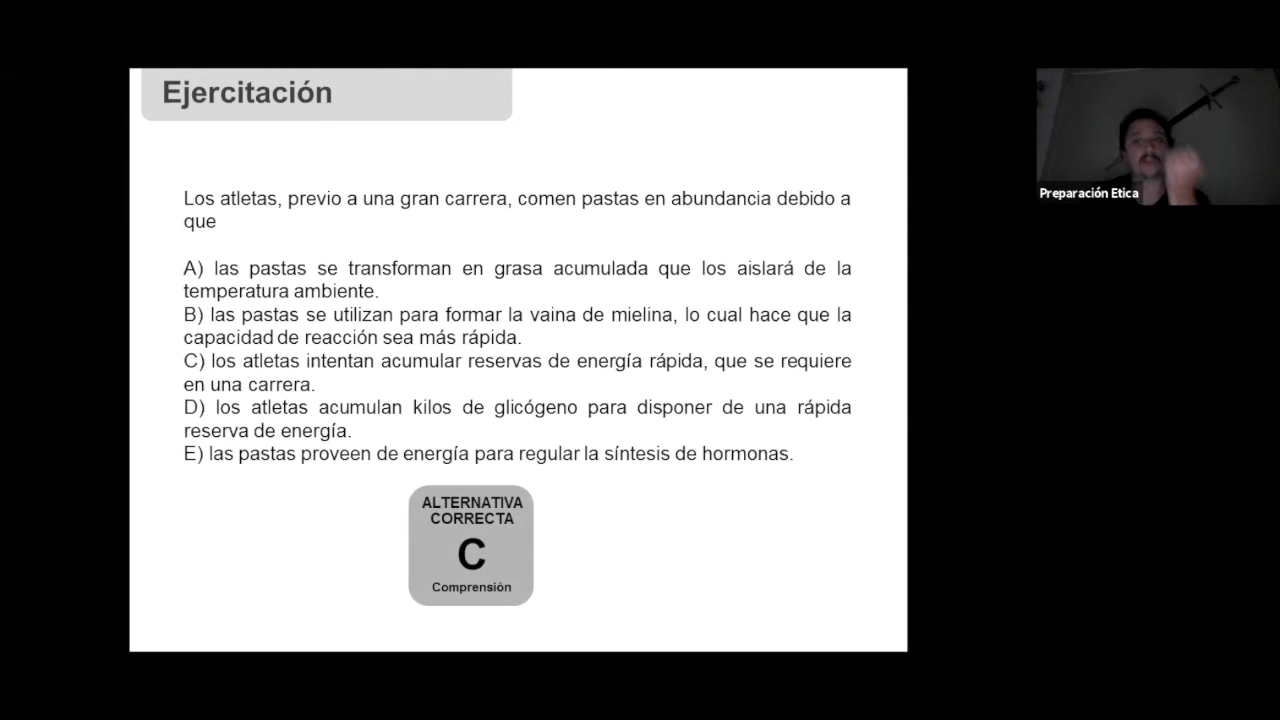 Ejercitación
Los atletas, previo a una gran carrera, comen pastas en abundancia debido a
que
A) las pastas se transforman en grasa acumulada que los aislará de la
temperatura ambiente.
B) las pastas se utilizan para formar la vaina de mielina, lo cual hace que la
capacidad de reacción sea más rápida.
C) los atletas intentan acumular reservas de energía rápida, que se requiere
en una carrera.
D) los atletas acumulan kilos de glicógeno para disponer de una rápida
reserva de energía.
E) las pastas proveen de energía para regular la síntesis de hormonas.
ALTERNATIVA
CORRECTA
C
Comprensión
Preparación Etica